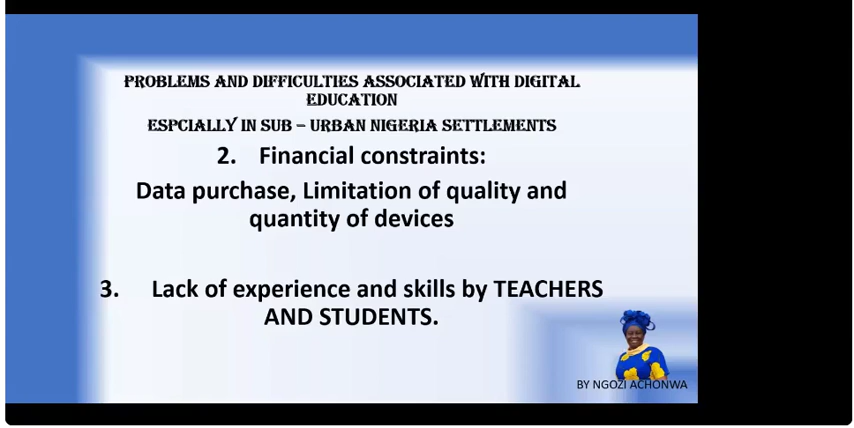 PROBLEMS AND DIFFICULTIES ASSOCIATED WITH DIGITAL
EDUCATION
ESPCIALLY IN SUB – URBAN NIGERIA SETTLEMENTS
2. Financial constraints:
Data purchase, Limitation of quality and
quantity of devices
3. Lack of experience and skills by TEACHERS
AND STUDENTS.
BY NGOZI ACHONWA